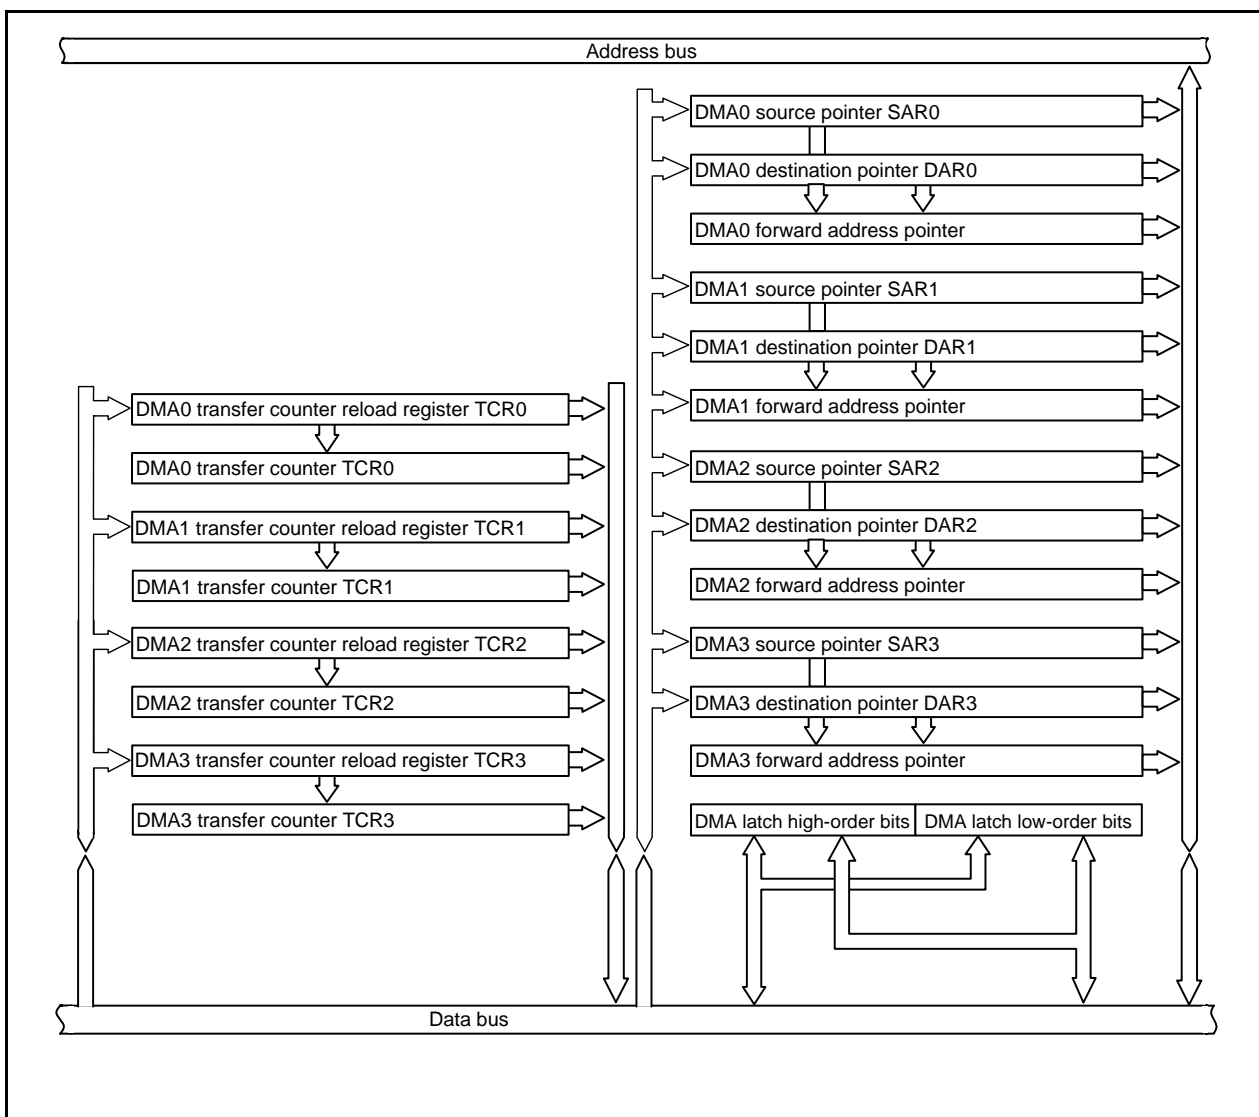 Address bus
DMA0 source pointer SAR0
DMA0 destination pointer DAR0
DMA0 forward address pointer
DMA1 source pointer SAR1
DMA1 destination pointer DAR1
DMA1 forward address pointer
DMA0 transfer counter reload register TCR0
DMA0 transfer counter TCR0
DMA1 transfer counter reload register TCR1
DMA1 transfer counter TCR1
DMA2 transfer counter reload register TCR2
DMA2 transfer counter TCR2
DMA3 transfer counter reload register TCR3
DMA3 transfer counter TCR3
DMA2 source pointer SAR2
DMA2 destination pointer DAR2
DMA2 forward address pointer
DMA3 source pointer SAR3
DMA3 destination pointer DAR3
DMA3 forward address pointer
DMA latch high-order bits
DMA latch low-order bits
Data bus